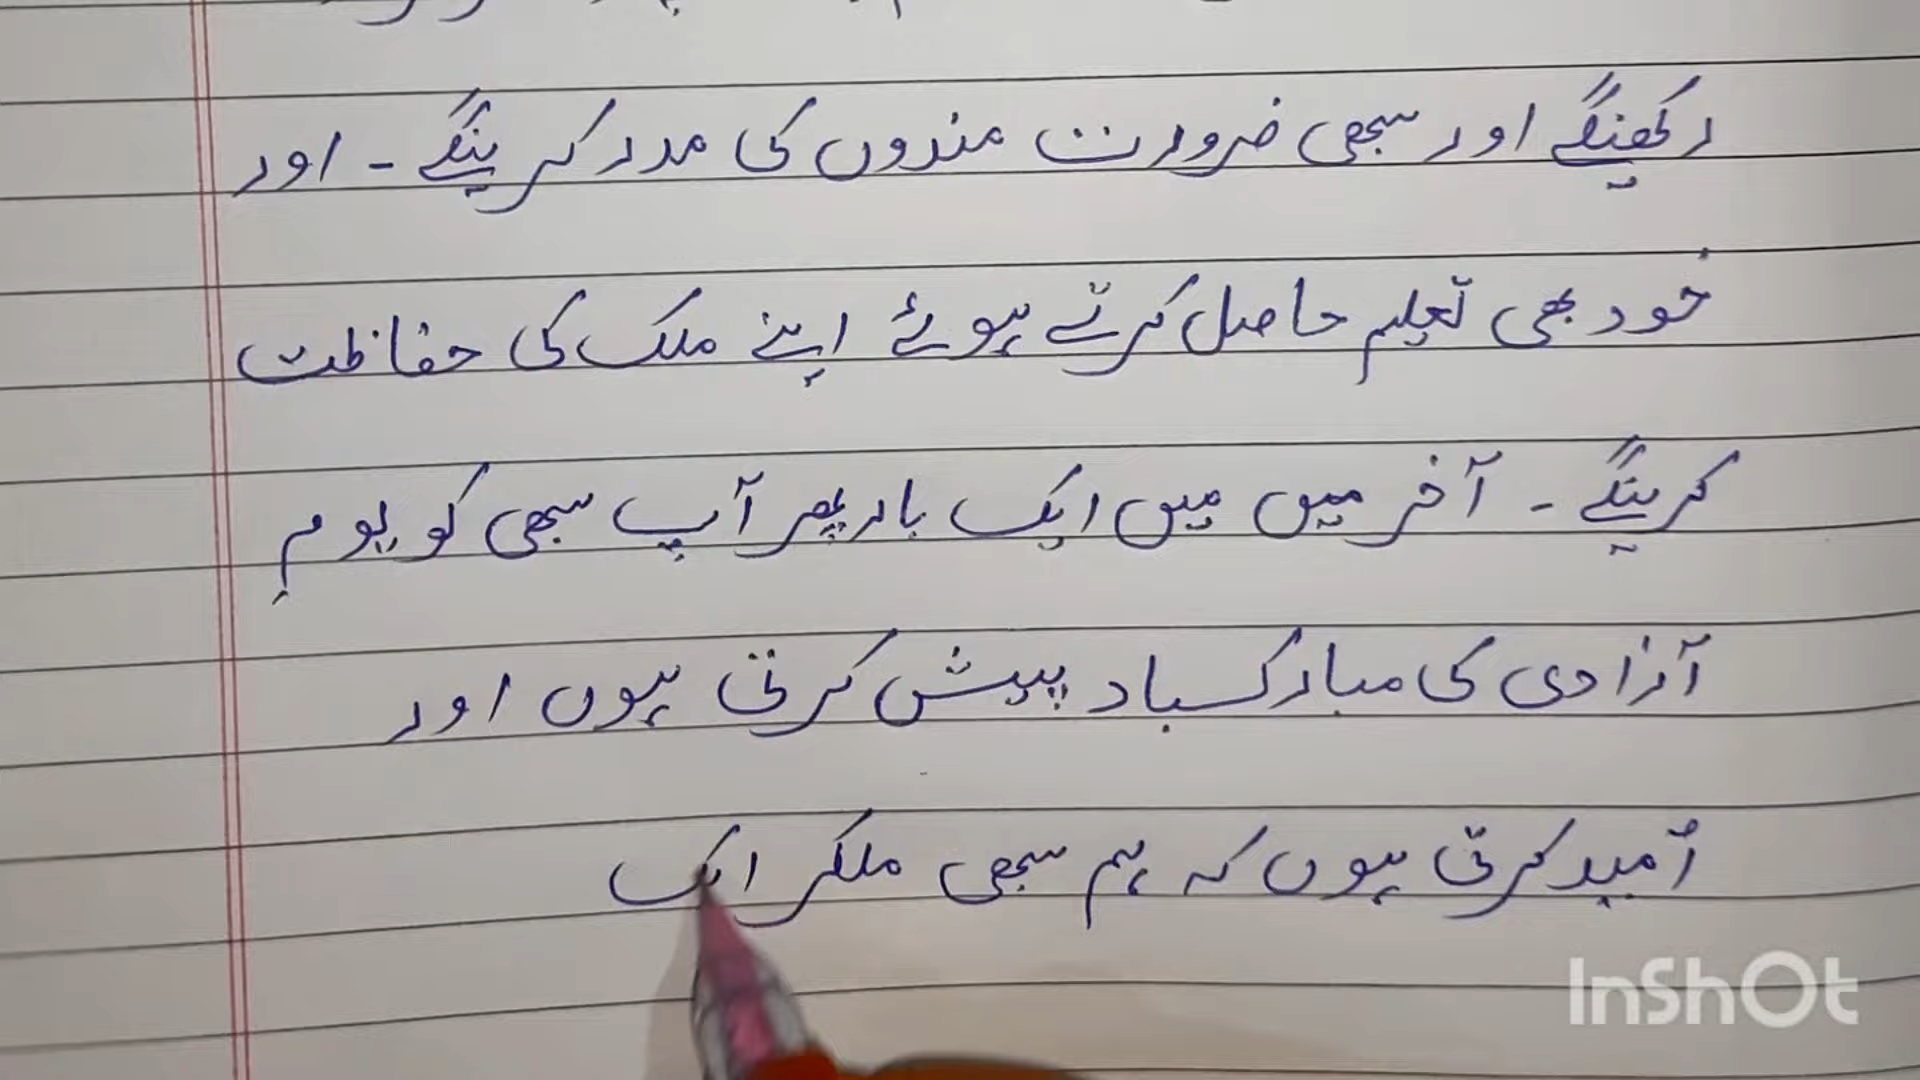 رکھینگے اور سبھی ضرورت مندوں کی مدد کرینگے ۔ اور
خود بھی تعلیم حاصل کرتے ہوئے اپنے ملک کی حفاظت
کرینگے ۔ آخر میں میں ایک بار پھر آپ سبھی کو یومِ
آزادی کی مبارکباد پیش کرتی ہوں اور
اُمید کرتی ہوں کہ ہم سبھی ملکر ایک
InShOt